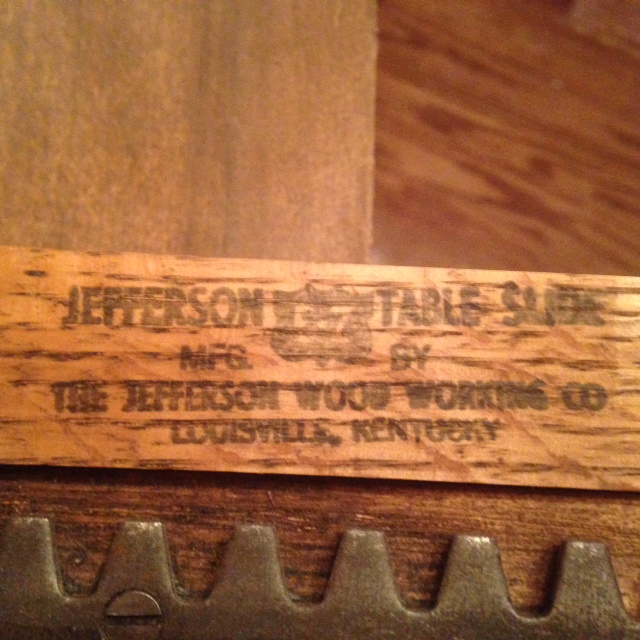 JEFFERSON TABLE SLIDE
MFG. BY
THE JEFFERSON WOOD WORKING CO
LOUISVILLE, KENTUCKY